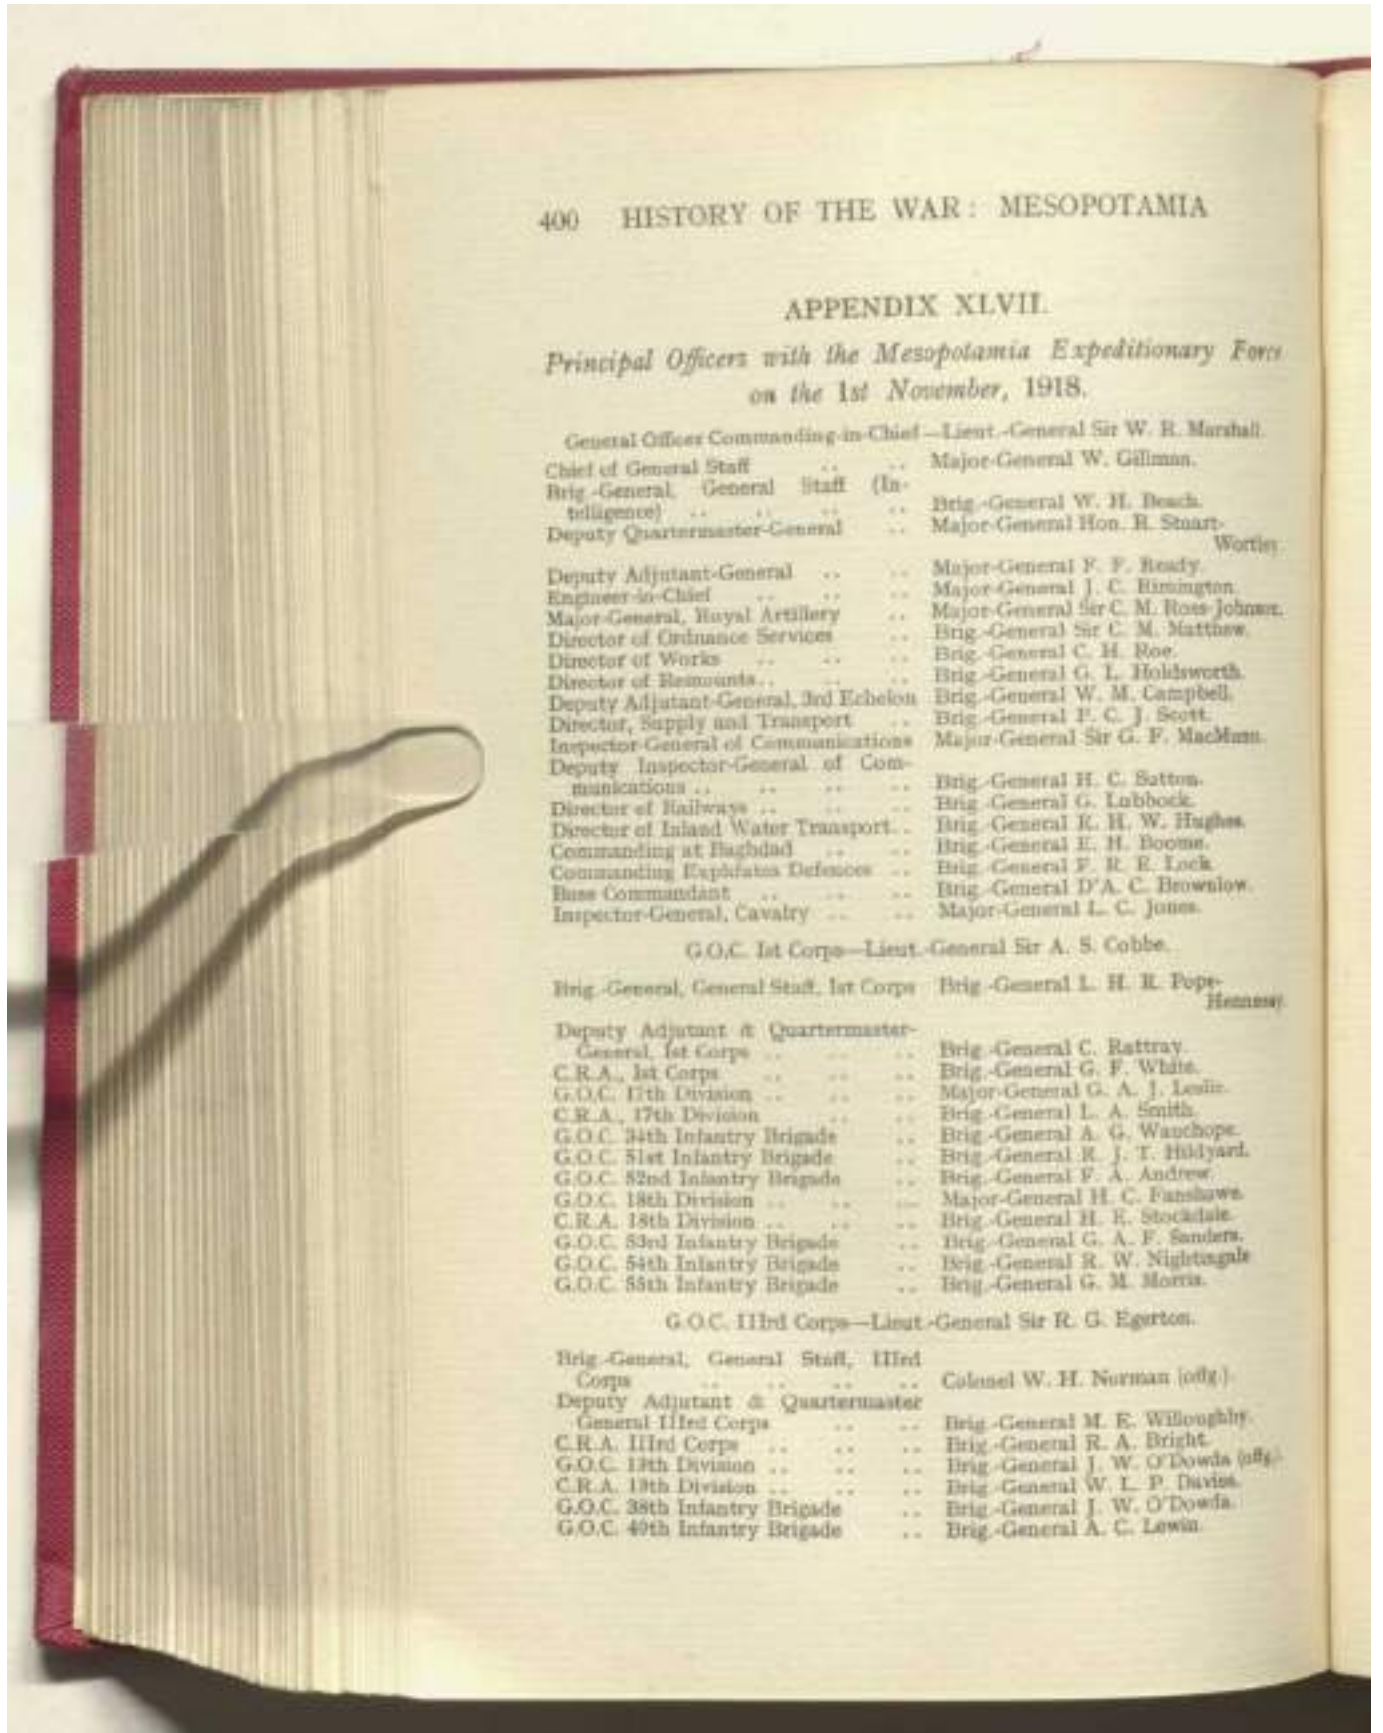 400 HISTORY OF THE WAR: MESOPOTAMIA
APPENDIX XLVII.
Principal Officers with the Mesopotamia Expeditionary Force
on the 1st November, 1918.
General Officer Commanding-in-Chief—Lieut.-General Sir W. R. Marshall.
Chief of General Staff .. .. Major-General W. Gillman.
Brig.-General, General Staff (In-
telligence) .. .. .. .. Brig.-General W. H. Beach.
Deputy Quartermaster-General .. Major-General Hon. R. Stuart-
Wortley.
Deputy Adjutant-General .. .. Major-General F. F. Ready.
Engineer-in-Chief .. .. .. Major-General J. C. Rimington.
Major-General, Royal Artillery .. Major-General Sir C. M. Ross-Johnson.
Director of Ordnance Services .. Brig.-General Sir C. M. Matthew.
Director of Works .. .. .. Brig.-General C. H. Roe.
Director of Remounts .. .. .. Brig.-General G. L. Holdsworth.
Deputy Adjutant-General, 3rd Echelon Brig.-General W. M. Campbell.
Director, Supply and Transport .. Brig.-General P. C. J. Scott.
Inspector-General of Communications Major-General Sir G. F. MacMunn.
Deputy Inspector-General of Com-
munications .. .. .. .. Brig.-General H. C. Sutton.
Director of Railways .. .. .. Brig.-General G. Lubbock.
Director of Inland Water Transport .. Brig.-General R. H. W. Hughes.
Commanding at Baghdad .. .. Brig.-General E. H. Boome.
Commanding Euphrates Defences .. Brig.-General F. R. E. Lock.
Base Commandant .. .. .. Brig.-General D'A. C. Brownlow.
Inspector-General, Cavalry .. .. Major-General L. C. Jones.
G.O.C. Ist Corps—Lieut.-General Sir A. S. Cobbe.
Brig.-General, General Staff, Ist Corps Brig.-General L. H. R. Pope-
Hennessy.
Deputy Adjutant & Quartermaster-
General, Ist Corps .. .. .. Brig.-General C. Rattray.
C.R.A., Ist Corps .. .. .. Brig.-General G. F. White.
G.O.C. 17th Division .. .. .. Major-General G. A. J. Leslie.
C.R.A., 17th Division .. .. Brig.-General L. A. Smith.
G.O.C. 34th Infantry Brigade .. Brig.-General A. G. Wauchope.
G.O.C. 51st Infantry Brigade .. Brig.-General R. J. T. Hildyard.
G.O.C. 52nd Infantry Brigade .. Brig.-General F. A. Andrew.
G.O.C. 18th Division .. .. .. Major-General H. C. Fanshawe.
C.R.A. 18th Division .. .. .. Brig.-General H. E. Stockdale.
G.O.C. 53rd Infantry Brigade .. Brig.-General G. A. F. Sanders.
G.O.C. 54th Infantry Brigade .. Brig.-General R. W. Nightingale
G.O.C. 55th Infantry Brigade .. Brig.-General G. M. Morris.
G.O.C. IIIrd Corps—Lieut.-General Sir R. G. Egerton.
Brig.-General, General Staff, IIIrd
Corps .. .. .. .. Colonel W. H. Norman (offg.).
Deputy Adjutant & Quartermaster
General IIIrd Corps .. .. Brig.-General M. E. Willoughby.
C.R.A. IIIrd Corps .. .. .. Brig.-General R. A. Bright.
G.O.C. 13th Division .. .. .. Brig.-General J. W. O'Dowda (offg.).
C.R.A. 13th Division .. .. .. Brig.-General W. L. P. Davies.
G.O.C. 38th Infantry Brigade .. Brig.-General J. W. O'Dowda.
G.O.C. 40th Infantry Brigade .. Brig.-General A. C. Lewin.